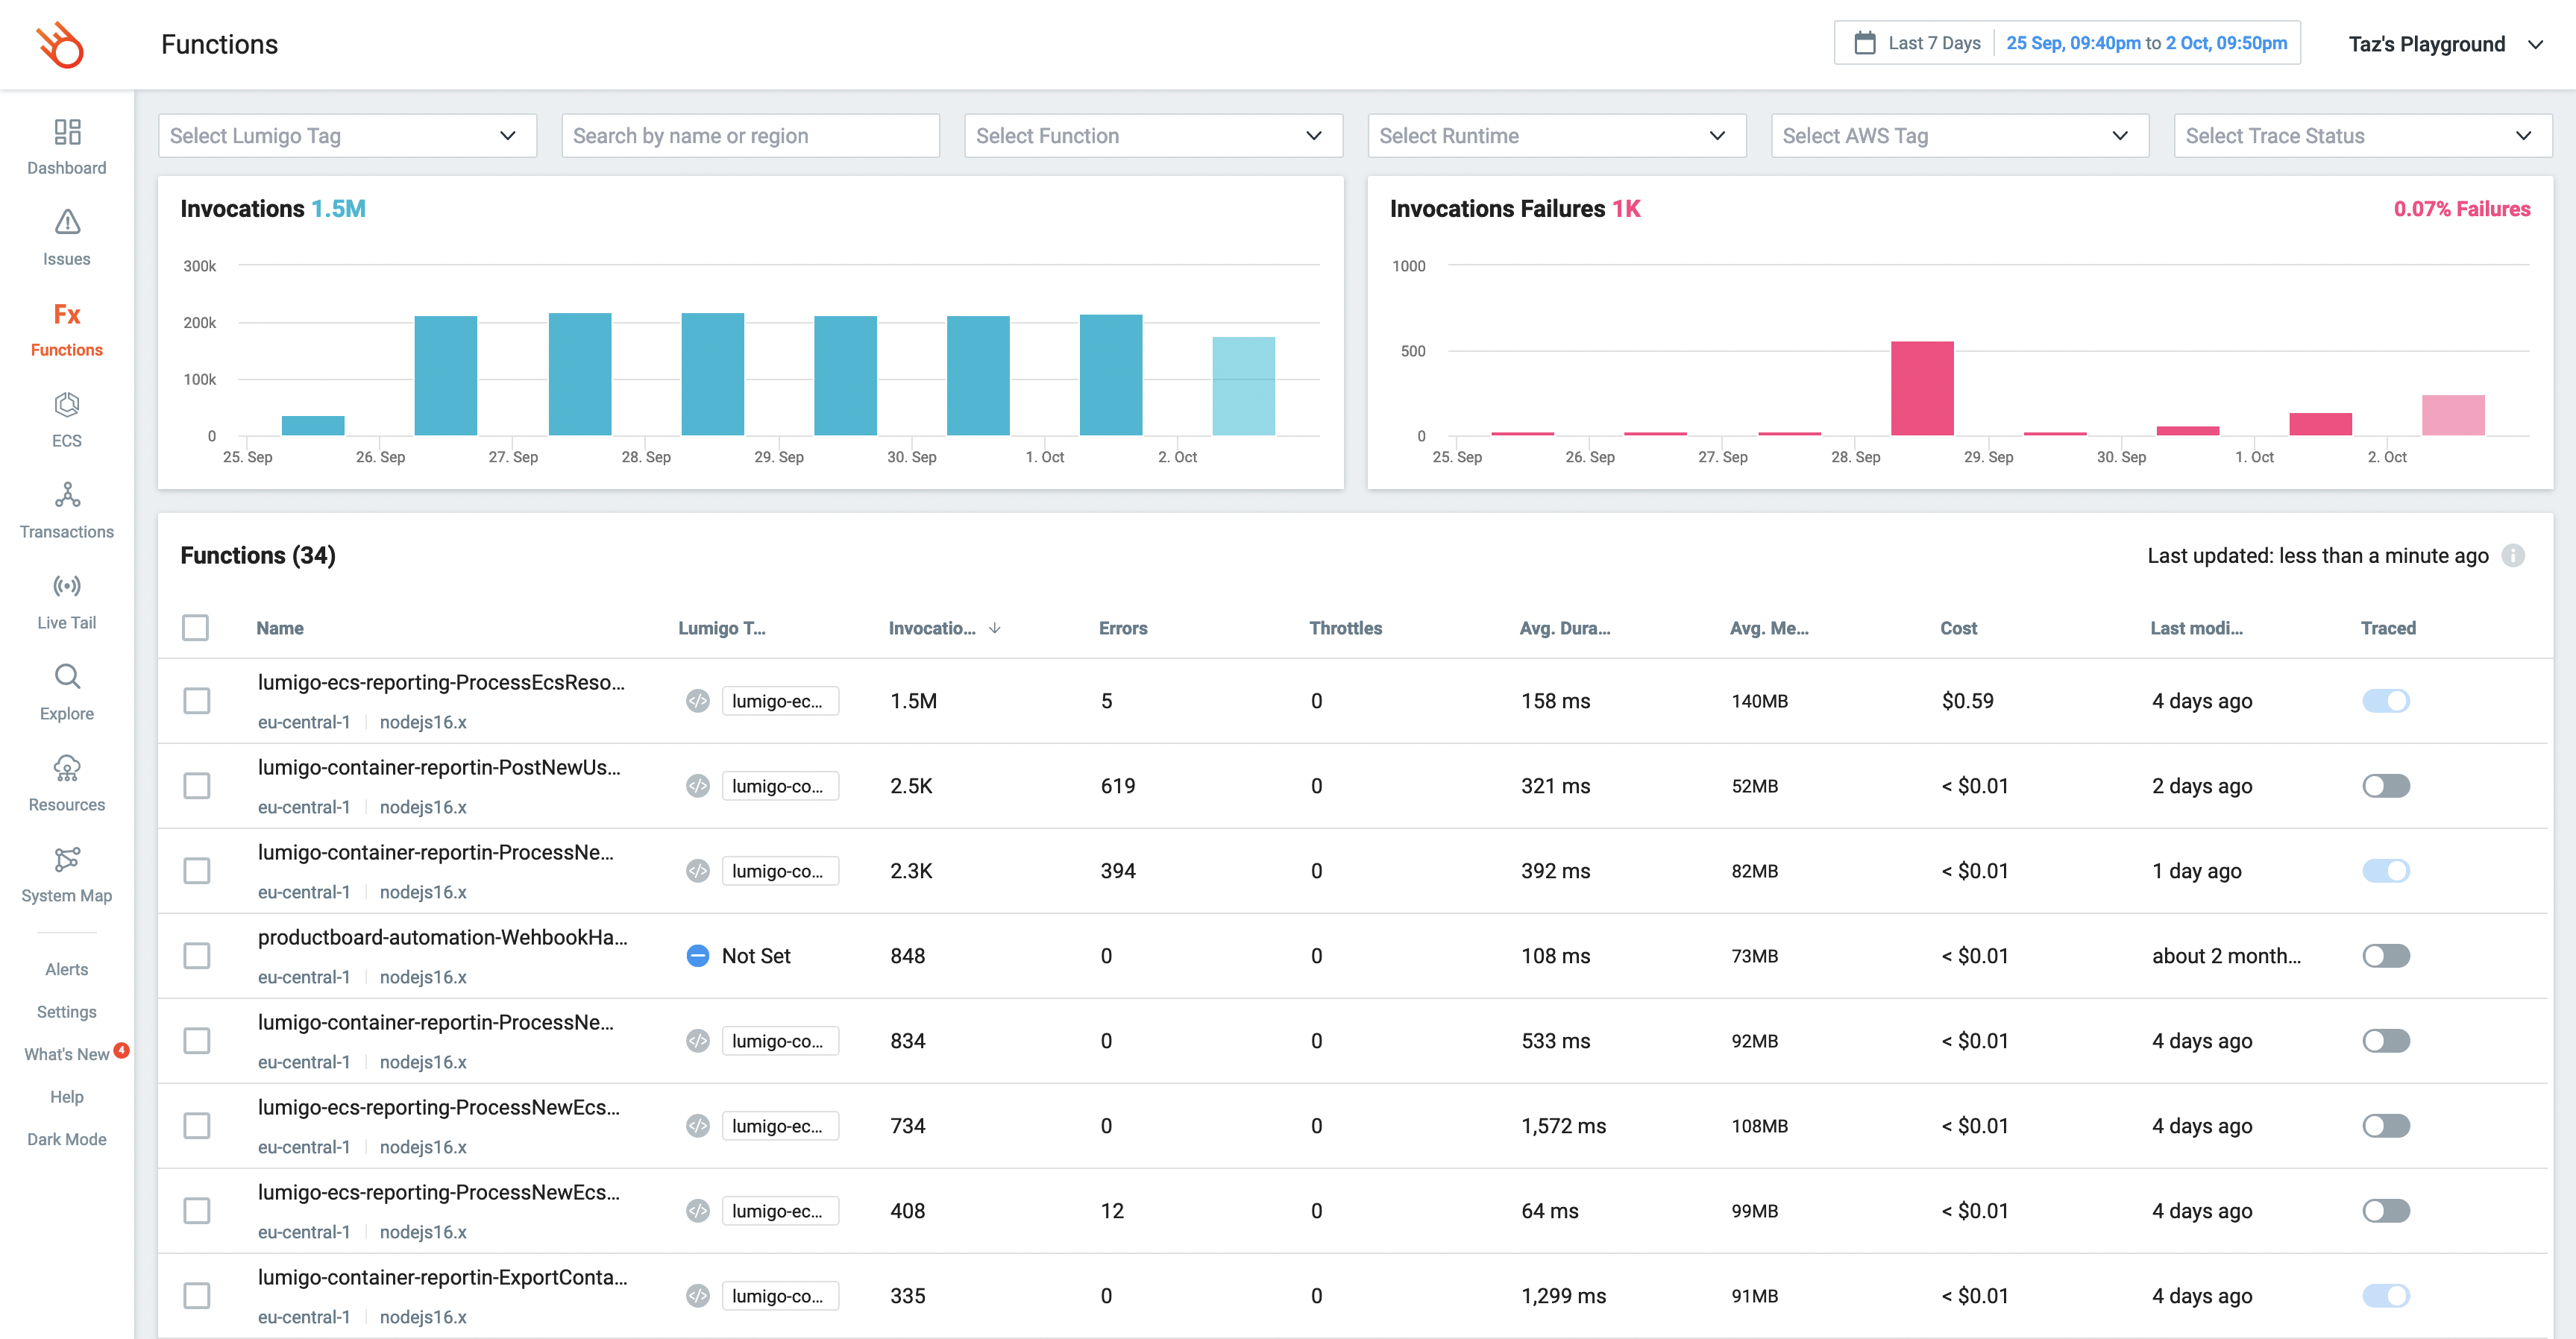 Functions
Last 7 Days 25 Sep, 09:40pm to 2 Oct, 09:50pm
Taz's Playground
Dashboard
Issues
Fx
Functions
ECS
Transactions
Live Tail
Explore
Resources
System Map
Alerts
Settings
What's New 4
Help
Dark Mode
Select Lumigo Tag
Search by name or region
Select Function
Select Runtime
Select AWS Tag
Select Trace Status
Invocations 1.5M
300k
200k
100k
0
25. Sep 26. Sep 27. Sep 28. Sep 29. Sep 30. Sep 1. Oct 2. Oct
Invocations Failures 1K
0.07% Failures
1000
500
0
25. Sep 26. Sep 27. Sep 28. Sep 29. Sep 30. Sep 1. Oct 2. Oct
Functions (34)
Last updated: less than a minute ago
Name Lumigo T... Invocatio... Errors Throttles Avg. Dura... Avg. Me... Cost Last modi... Traced
lumigo-ecs-reporting-ProcessEcsReso...
eu-central-1 nodejs16.x
lumigo-ec... 1.5M 5 0 158 ms 140MB $0.59 4 days ago
lumigo-container-reportin-PostNewUs...
eu-central-1 nodejs16.x
lumigo-co... 2.5K 619 0 321 ms 52MB < $0.01 2 days ago
lumigo-container-reportin-ProcessNe...
eu-central-1 nodejs16.x
lumigo-co... 2.3K 394 0 392 ms 82MB < $0.01 1 day ago
productboard-automation-WehbookHa...
eu-central-1 nodejs16.x
Not Set 848 0 0 108 ms 73MB < $0.01 about 2 month...
lumigo-container-reportin-ProcessNe...
eu-central-1 nodejs16.x
lumigo-co... 834 0 0 533 ms 92MB < $0.01 4 days ago
lumigo-ecs-reporting-ProcessNewEcs...
eu-central-1 nodejs16.x
lumigo-ec... 734 0 0 1,572 ms 108MB < $0.01 4 days ago
lumigo-ecs-reporting-ProcessNewEcs...
eu-central-1 nodejs16.x
lumigo-ec... 408 12 0 64 ms 99MB < $0.01 4 days ago
lumigo-container-reportin-ExportConta...
eu-central-1 nodejs16.x
lumigo-co... 335 0 0 1,299 ms 91MB < $0.01 4 days ago